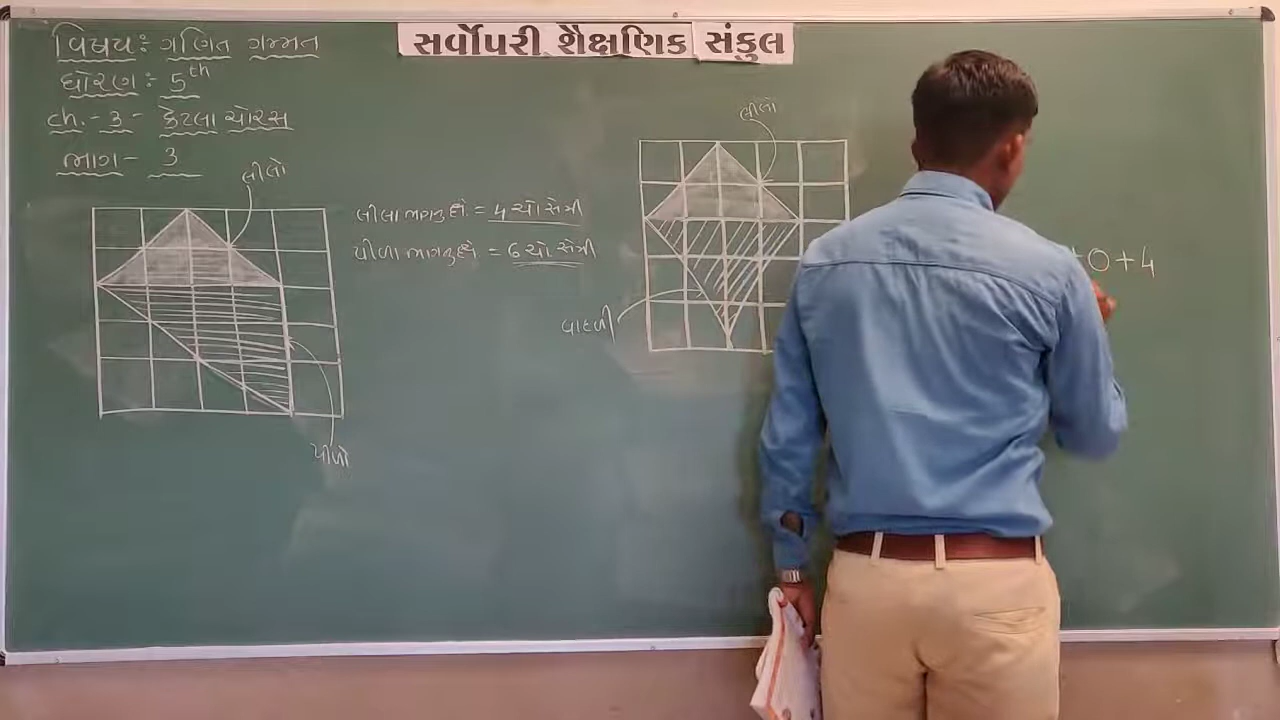 સર્વોપરી શૈક્ષણિક સંકુલ
વિષય: ગણિત ગમ્મત
ધોરણ :- 5th
ch. - 3 - કેટલા ચોરસ
ભાગ - 3
લીલો
લીલા ભાગનું ક્ષે. = 4 ચો સેમી
પીળા ભાગનું ક્ષે = 6 ચો સેમી
પીળો
લીલો
વાદળી
+ 0 + 4